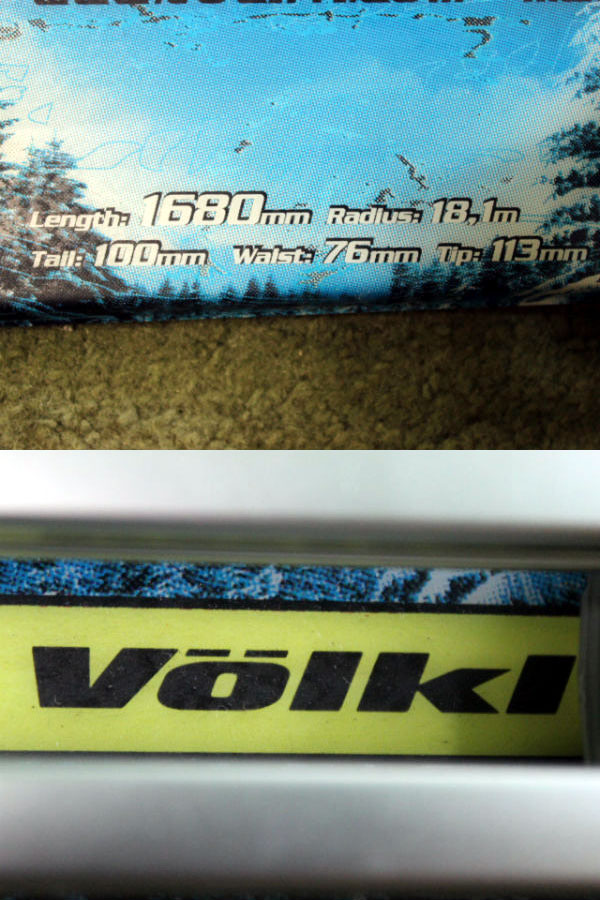 Length: 1680mm Radius: 18,1m
Tail: 100mm Waist: 76mm Tip: 113mm
Völkl